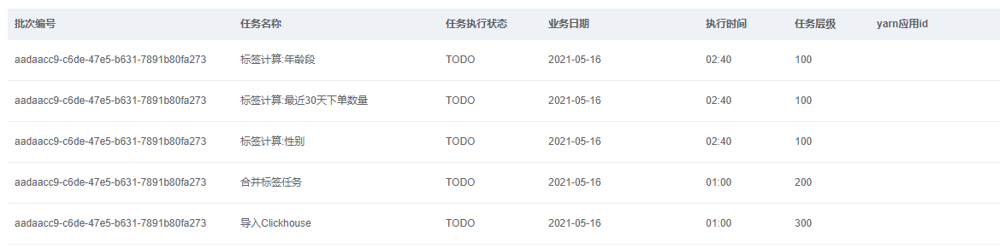 批次编号 任务名称 任务执行状态 业务日期 执行时间 任务层级 yarn应用id
aadaacc9-c6de-47e5-b631-7891b80fa273 标签计算:年龄段 TODO 2021-05-16 02:40 100
aadaacc9-c6de-47e5-b631-7891b80fa273 标签计算:最近30天下单数量 TODO 2021-05-16 02:40 100
aadaacc9-c6de-47e5-b631-7891b80fa273 标签计算:性别 TODO 2021-05-16 02:40 100
aadaacc9-c6de-47e5-b631-7891b80fa273 合并标签任务 TODO 2021-05-16 01:00 200
aadaacc9-c6de-47e5-b631-7891b80fa273 导入Clickhouse TODO 2021-05-16 01:00 300